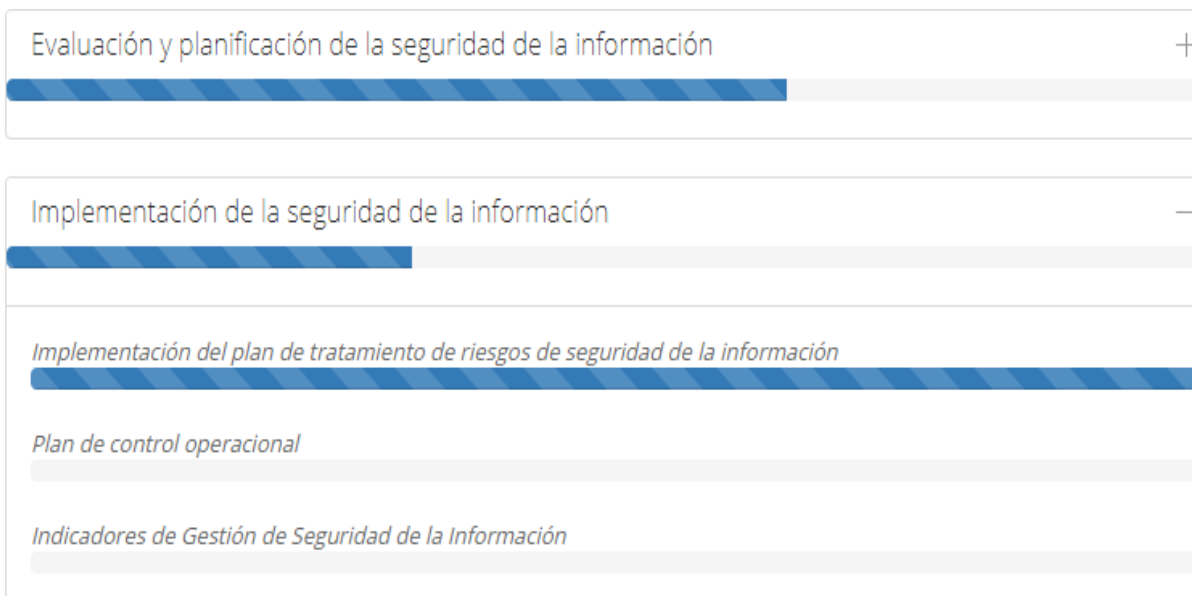 Evaluación y planificación de la seguridad de la información
Implementación de la seguridad de la información
Implementación del plan de tratamiento de riesgos de seguridad de la información
Plan de control operacional
Indicadores de Gestión de Seguridad de la Información